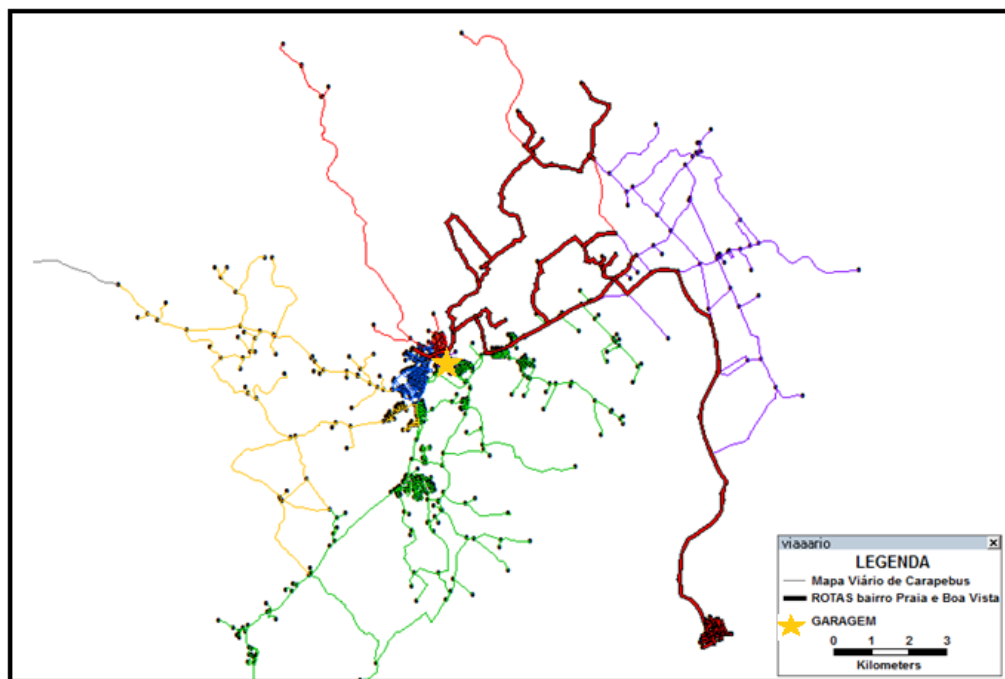 viaaario
LEGENDA
Mapa Viário de Carapebus
ROTAS bairro Praia e Boa Vista
GARAGEM
0 1 2 3
Kilometers